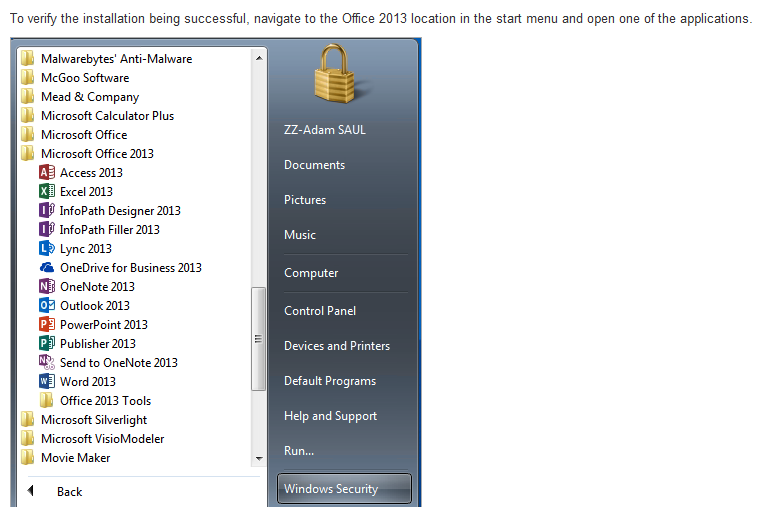 To verify the installation being successful, navigate to the Office 2013 location in the start menu and open one of the applications.
Malwarebytes' Anti-Malware
McGoo Software
Mead & Company
Microsoft Calculator Plus
Microsoft Office
Microsoft Office 2013
Access 2013
Excel 2013
InfoPath Designer 2013
InfoPath Filler 2013
Lync 2013
OneDrive for Business 2013
OneNote 2013
Outlook 2013
PowerPoint 2013
Publisher 2013
Send to OneNote 2013
Word 2013
Office 2013 Tools
Microsoft Silverlight
Microsoft VisioModeler
Movie Maker
Back
ZZ-Adam SAUL
Documents
Pictures
Music
Computer
Control Panel
Devices and Printers
Default Programs
Help and Support
Run...
Windows Security